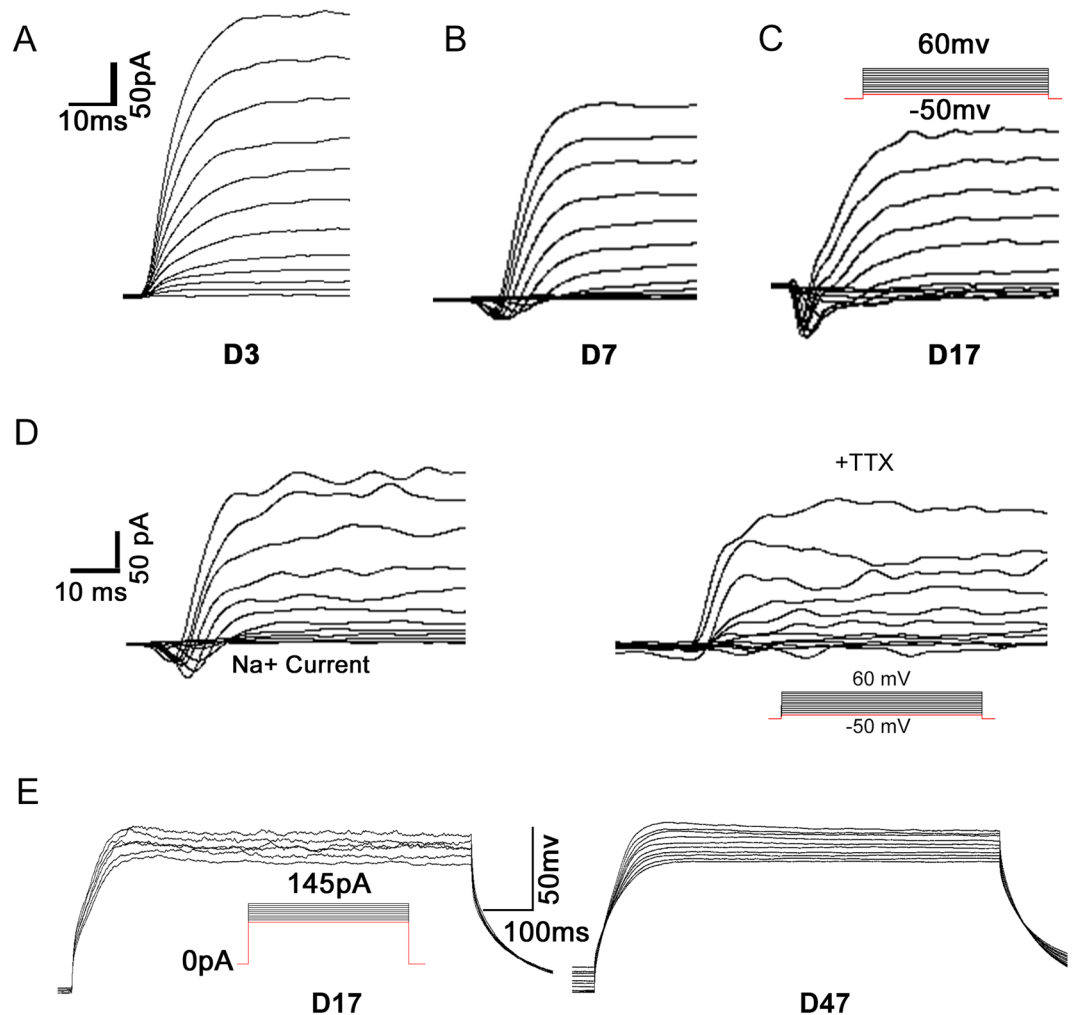 A
50pA
10ms
D3
B
D7
C
60mv
-50mv
D17
D
50 pA
10 ms
Na+ Current
+TTX
60 mV
-50 mV
E
145pA
0pA
50mv
100ms
D17
D47